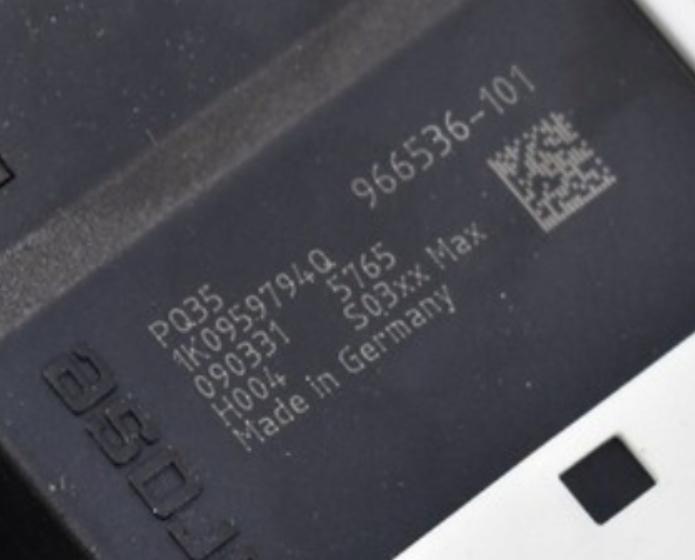 966536-101
PQ35
1K0959794Q
090331 5765
H004 S03xx Max
Made in Germany